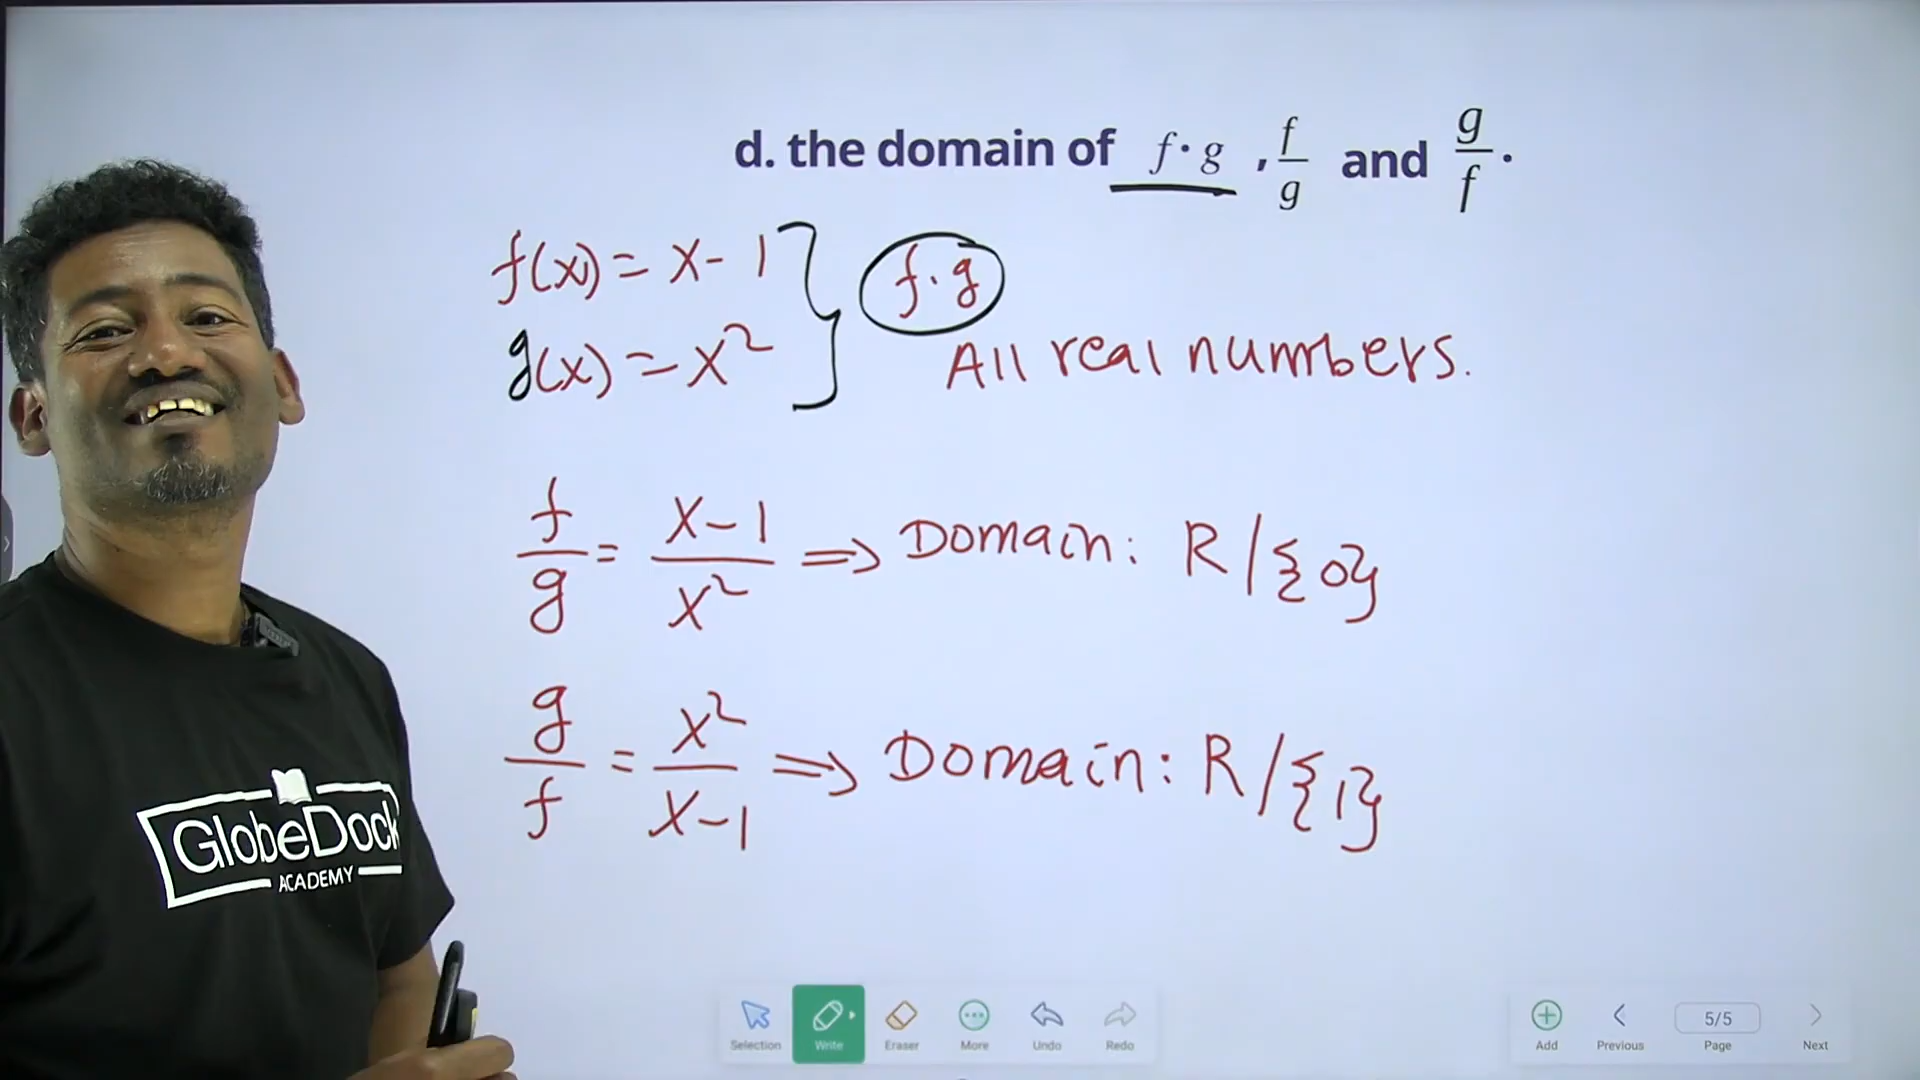 d. the domain of f · g , f/g and g/f .
f(x) = x - 1
f.g
g(x) = x²
All real numbers.
f/g = x-1/x² ⇒ Domain: R/{0}
g/f = x²/x-1 ⇒ Domain: R/{1}
GlobeDock
ACADEMY
Selection
Write
Eraser
More
Undo
Redo
Add
Previous
5/5
Page
Next